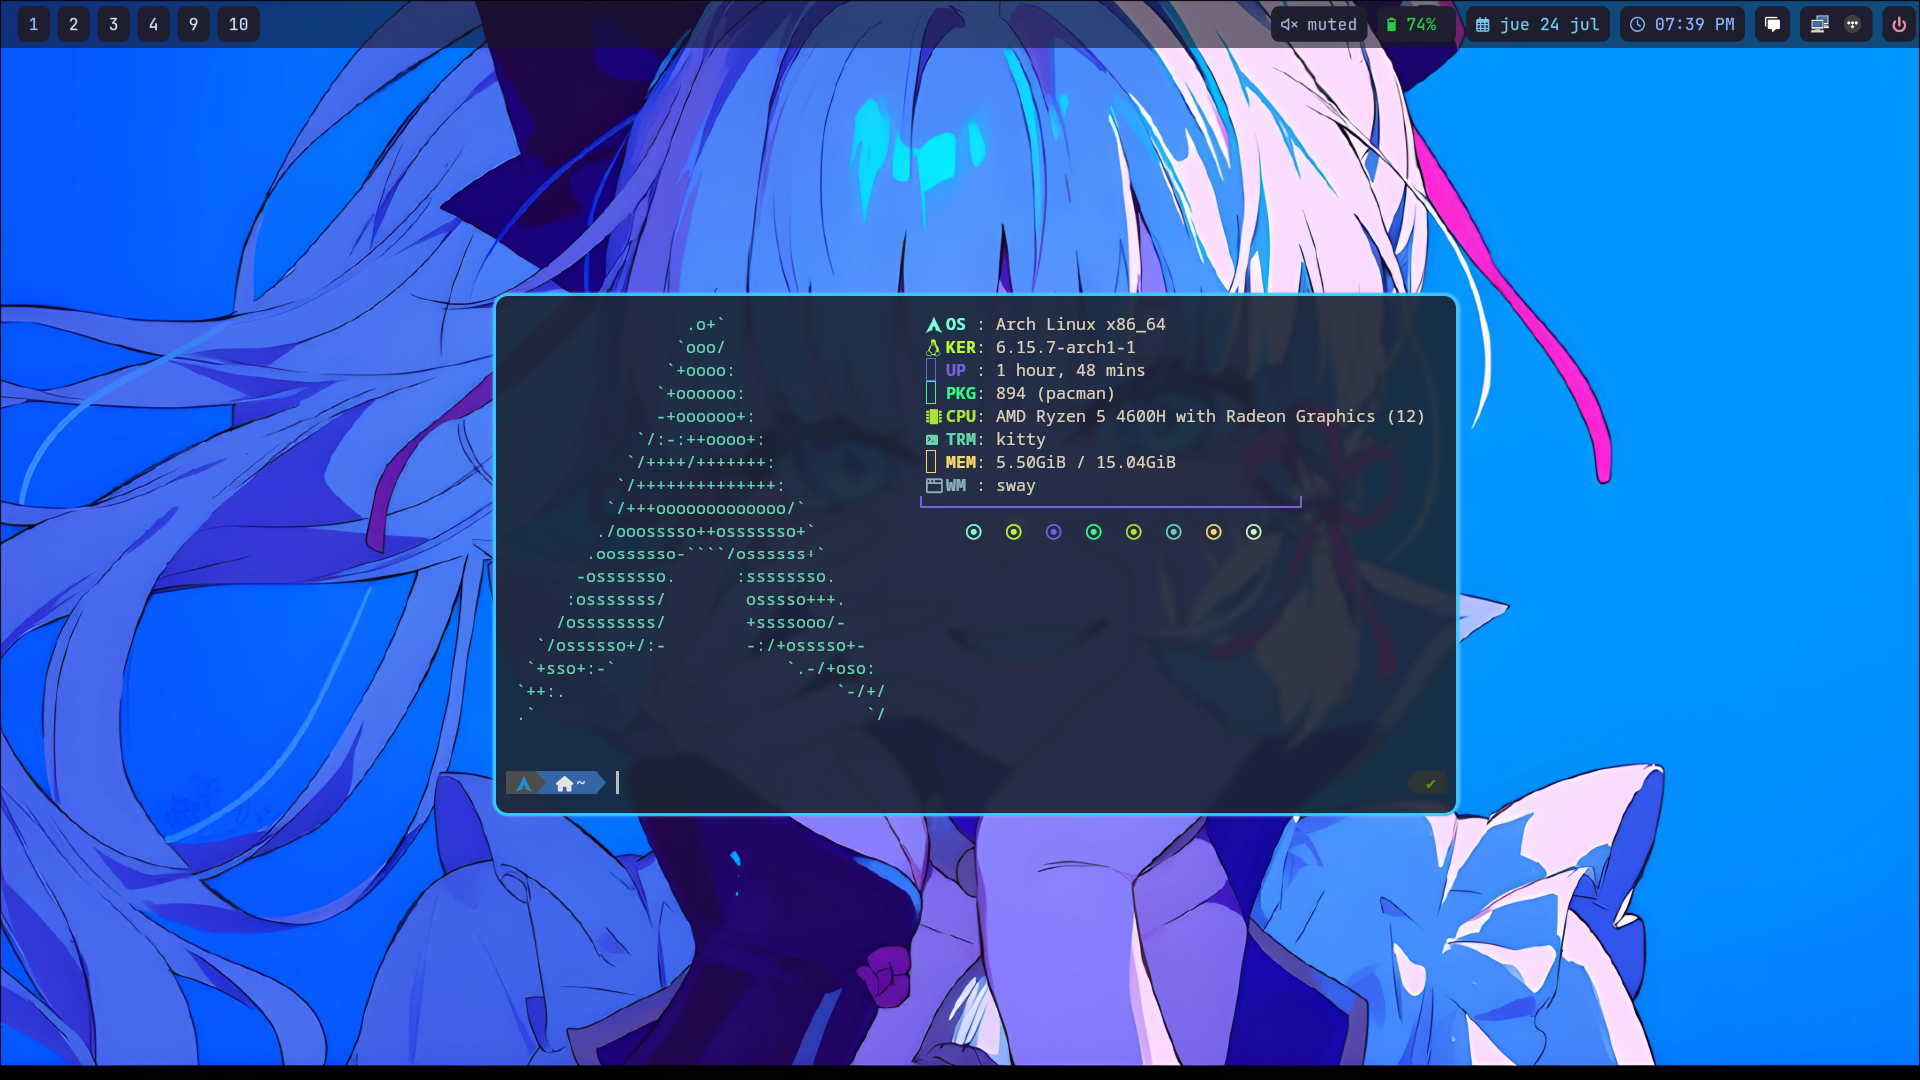 1 2 3 4 9 10 muted 74% jue 24 jul 07:39 PM
.o+` OS : Arch Linux x86_64
`ooo/ KER: 6.15.7-arch1-1
`+oooo: UP : 1 hour, 48 mins
`+oooooo: PKG: 894 (pacman)
-+oooooo+: CPU: AMD Ryzen 5 4600H with Radeon Graphics (12)
`/:-:++oooo+: TRM: kitty
`/++++/+++++++: MEM: 5.50GiB / 15.04GiB
`/++++++++++++++: WM : sway
`/+++ooooooooooooo/`
./ooosssso++osssssso+`
.oossssso-````/ossssss+`
-osssssso. :ssssssso.
:osssssss/ osssso+++.
/ossssssss/ +ssssooo/-
`/ossssso+/:- -:/+osssso+-
`+sso+:-` `.-/+oso:
`++:. `-/+/
.` `/
~